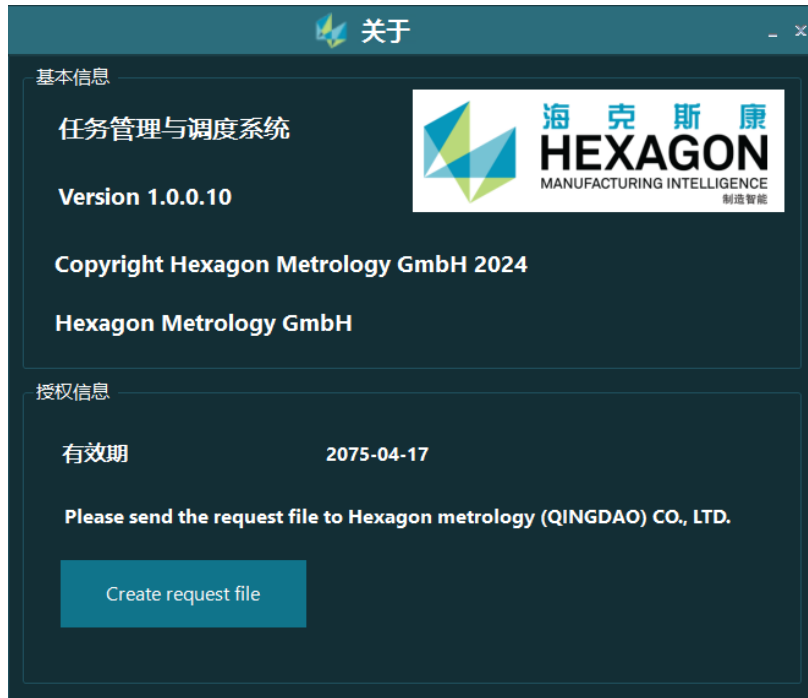 关于
基本信息
任务管理与调度系统
海克斯康
HEXAGON
MANUFACTURING INTELLIGENCE
制造智能
Version 1.0.0.10
Copyright Hexagon Metrology GmbH 2024
Hexagon Metrology GmbH
授权信息
有效期 2075-04-17
Please send the request file to Hexagon metrology (QINGDAO) CO., LTD.
Create request file